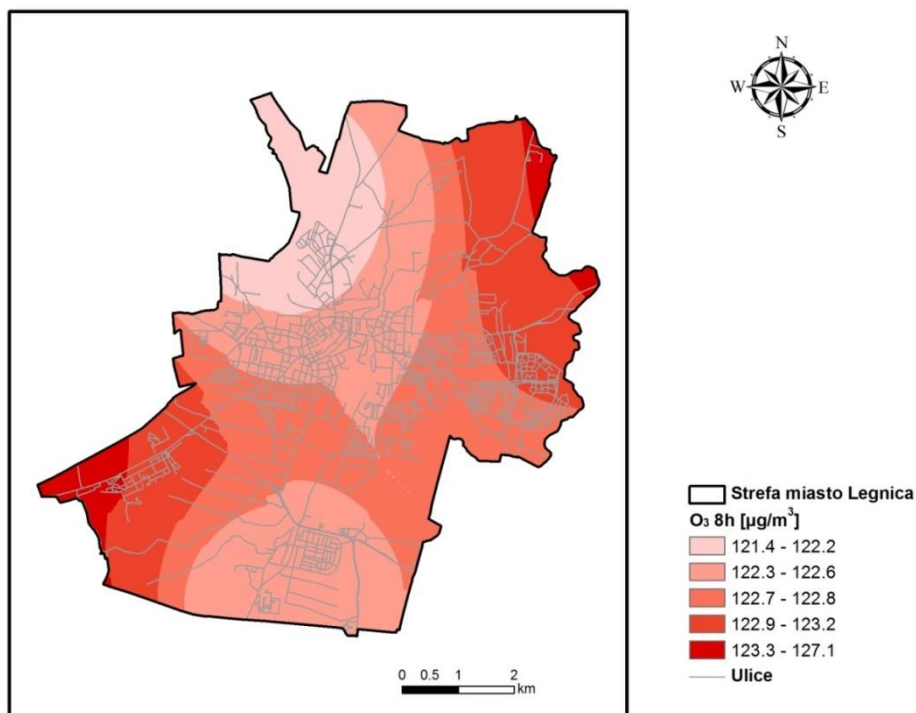 N
W E
S
Strefa miasto Legnica
O₃ 8h [µg/m³]
121.4 - 122.2
122.3 - 122.6
122.7 - 122.8
122.9 - 123.2
123.3 - 127.1
Ulice
0 0.5 1 2
km